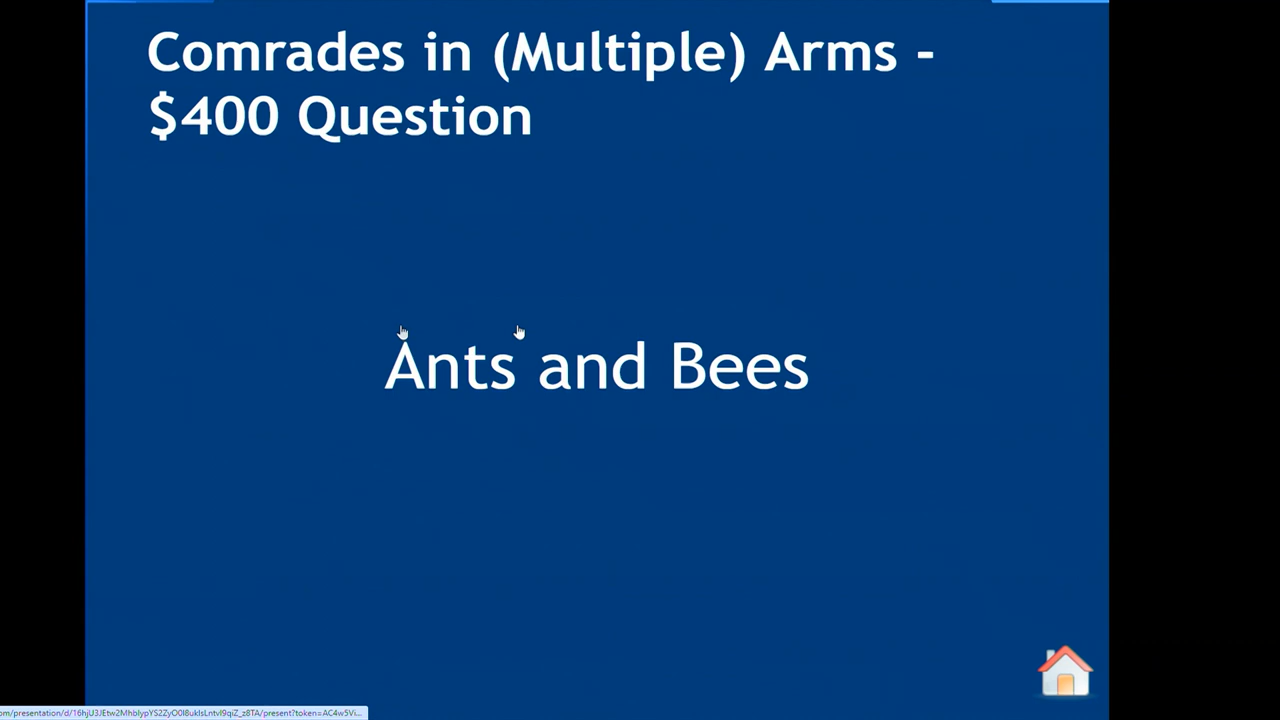 Comrades in (Multiple) Arms -
$400 Question
Ants and Bees